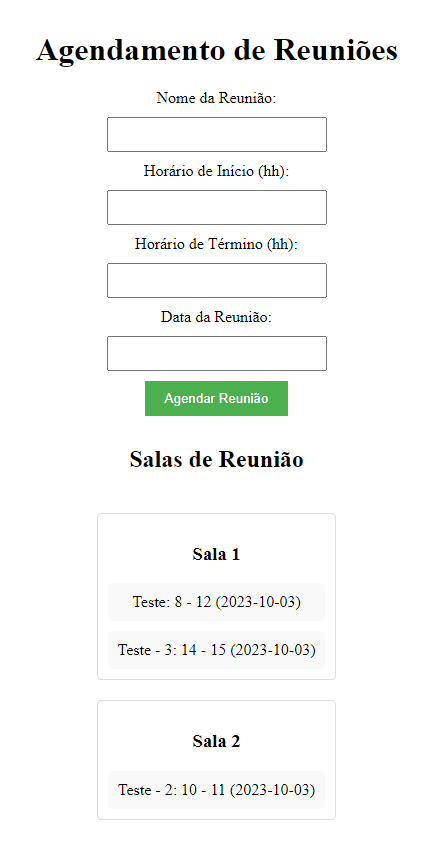 Agendamento de Reuniões
Nome da Reunião:
Horário de Início (hh):
Horário de Término (hh):
Data da Reunião:
Agendar Reunião
Salas de Reunião
Sala 1
Teste: 8 - 12 (2023-10-03)
Teste - 3: 14 - 15 (2023-10-03)
Sala 2
Teste - 2: 10 - 11 (2023-10-03)